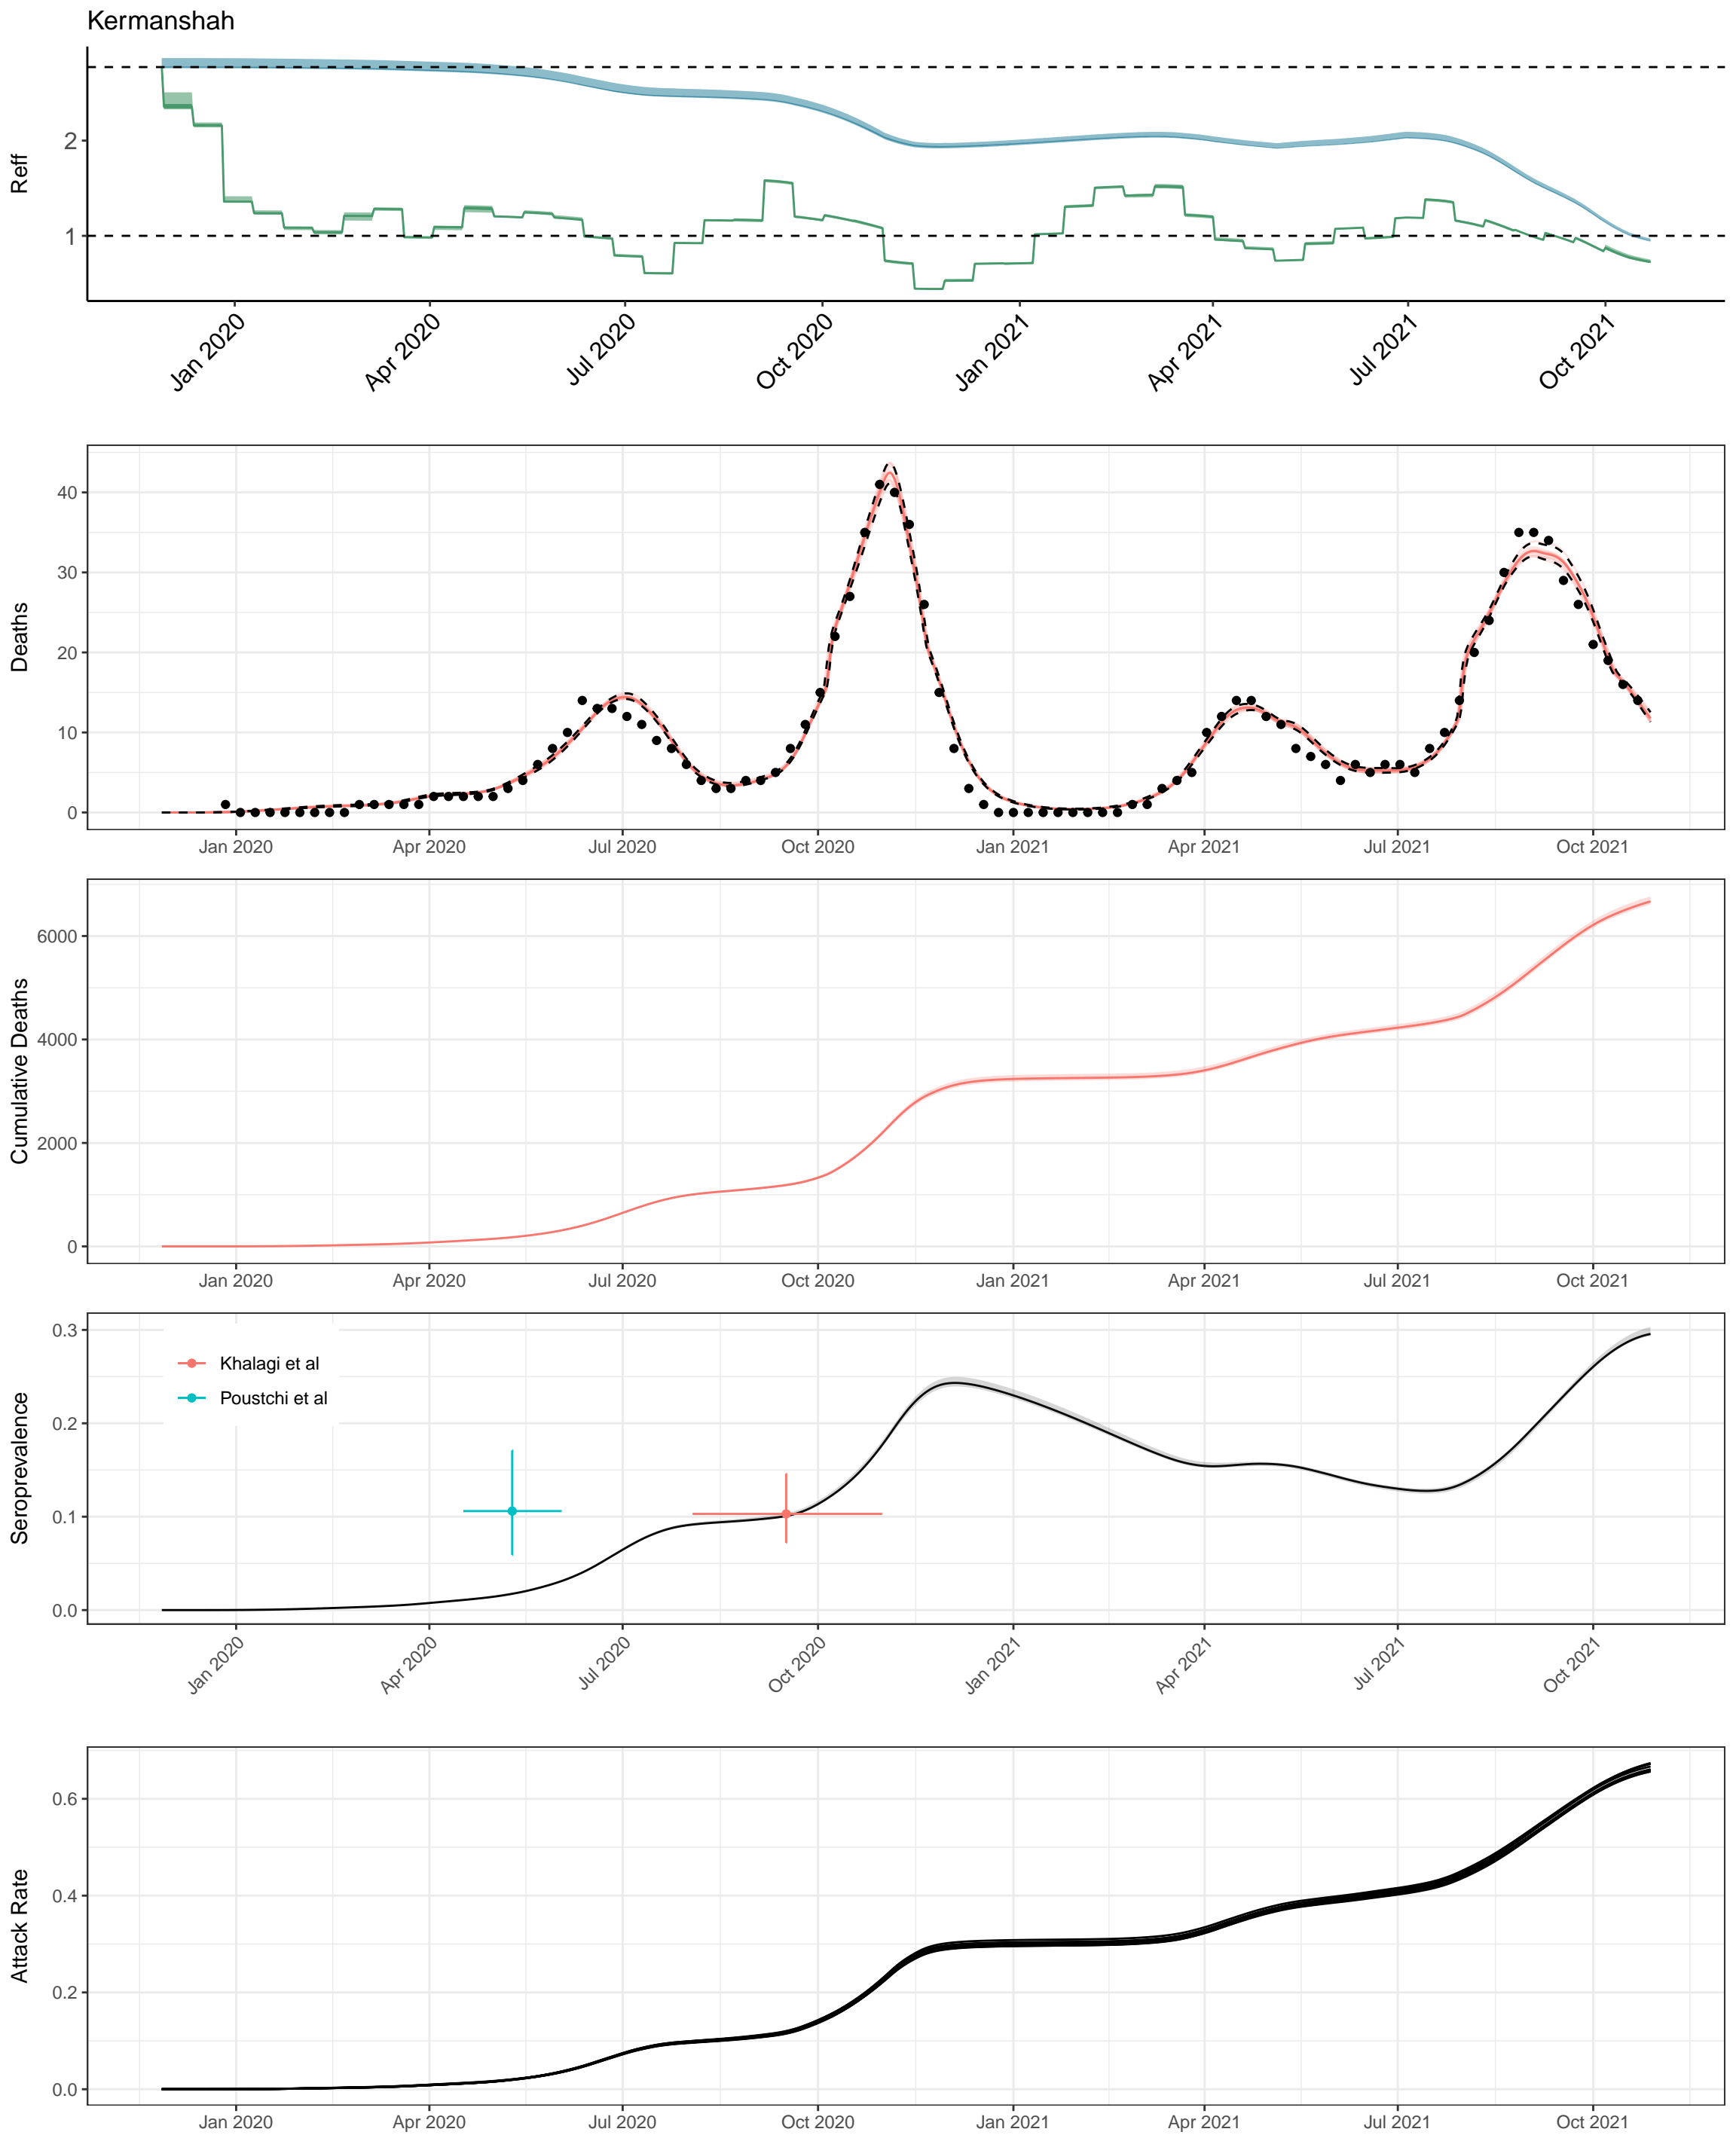 Kermanshah
Reff
2
1
Jan 2020
Apr 2020
Jul 2020
Oct 2020
Jan 2021
Apr 2021
Jul 2021
Oct 2021
Deaths
40
30
20
10
0
Jan 2020
Apr 2020
Jul 2020
Oct 2020
Jan 2021
Apr 2021
Jul 2021
Oct 2021
Cumulative Deaths
6000
4000
2000
0
Jan 2020
Apr 2020
Jul 2020
Oct 2020
Jan 2021
Apr 2021
Jul 2021
Oct 2021
Seroprevalence
0.3
0.2
0.1
0.0
Khalagi et al
Poustchi et al
Jan 2020
Apr 2020
Jul 2020
Oct 2020
Jan 2021
Apr 2021
Jul 2021
Oct 2021
Attack Rate
0.6
0.4
0.2
0.0
Jan 2020
Apr 2020
Jul 2020
Oct 2020
Jan 2021
Apr 2021
Jul 2021
Oct 2021